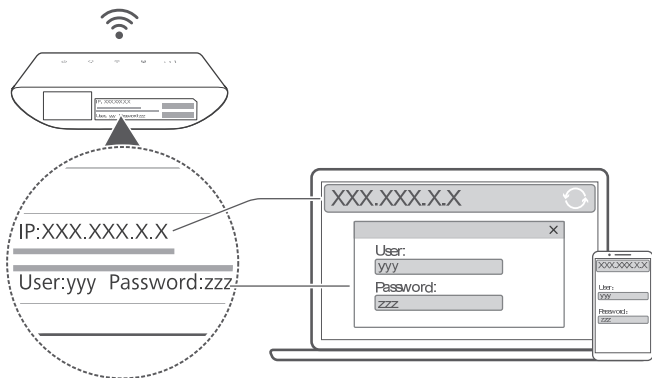 IP: XXX.XXX.X.X
User: yyy Password:zzz
IP:XXX.XXX.X.X
User:yyy Password:zzz
XXX.XXX.X.X
×
User:
yyy
Password:
zzz
XXX.XXX.X.X
User:
yyy
Password:
zzz